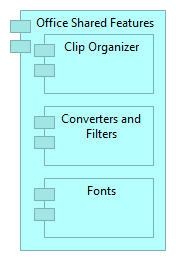 Office Shared Features
Clip Organizer
Converters and
Filters
Fonts